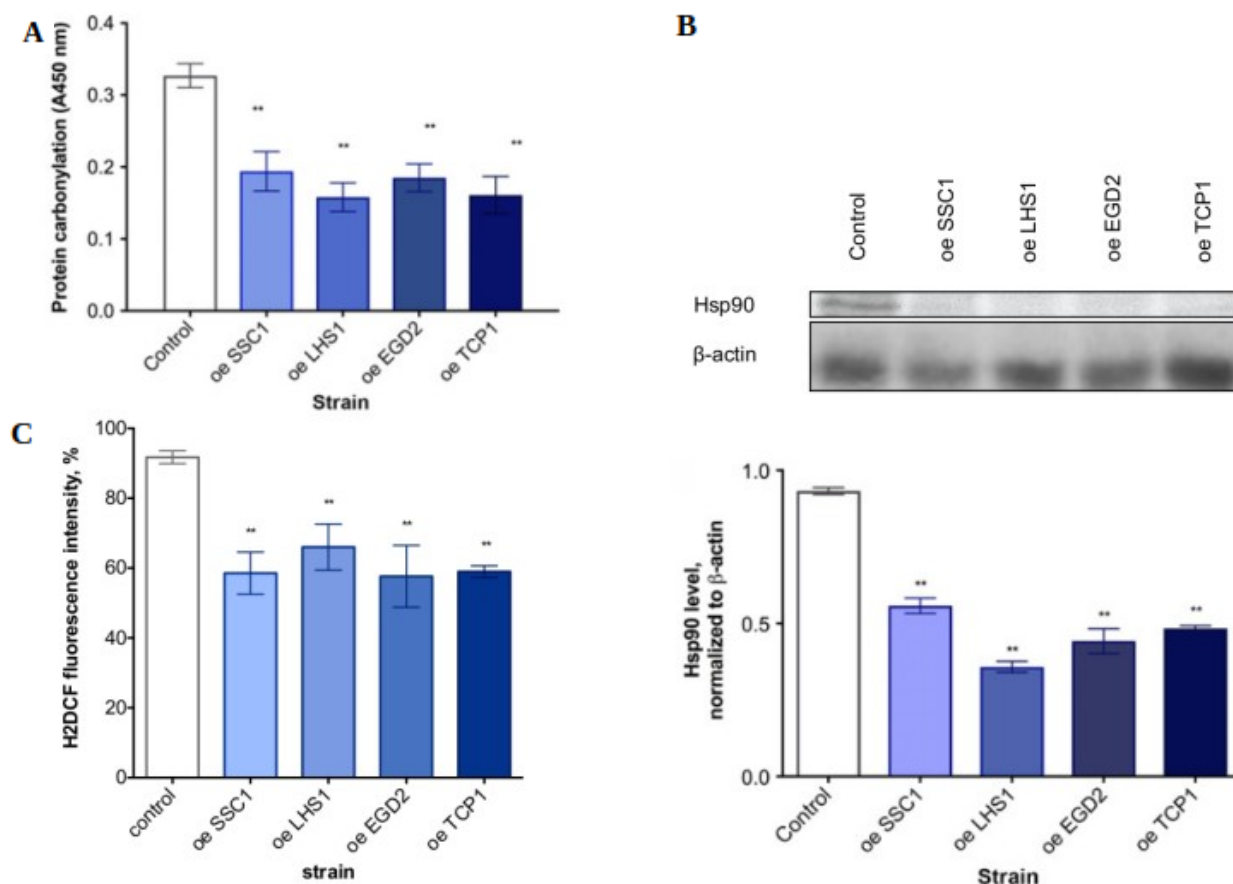 A
Protein carbonylation (A450 nm)
0.4
0.3
0.2
0.1
0.0
**
**
**
**
Control
oe SSC1
oe LHS1
oe EGD2
oe TCP1
Strain
B
Control
oe SSC1
oe LHS1
oe EGD2
oe TCP1
Hsp90
β-actin
C
H2DCF fluorescence intensity, %
100
80
60
40
20
0
**
**
**
**
control
oe SSC1
oe LHS1
oe EGD2
oe TCP1
strain
Hsp90 level,
normalized to β-actin
1.0
0.5
0.0
**
**
**
**
Control
oe SSC1
oe LHS1
oe EGD2
oe TCP1
Strain